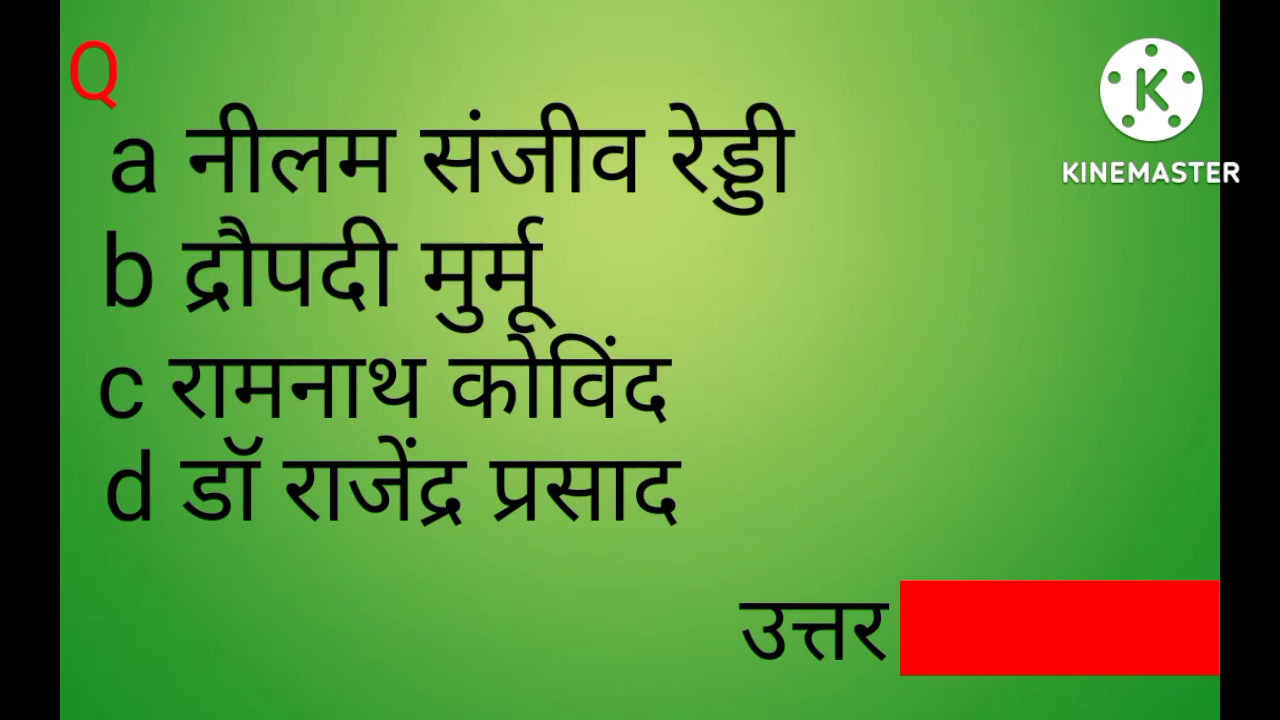 Q
a नीलम संजीव रेड्डी
b द्रौपदी मुर्मू
c रामनाथ कोविंद
d डॉ राजेंद्र प्रसाद
उत्तर
K
KINEMASTER